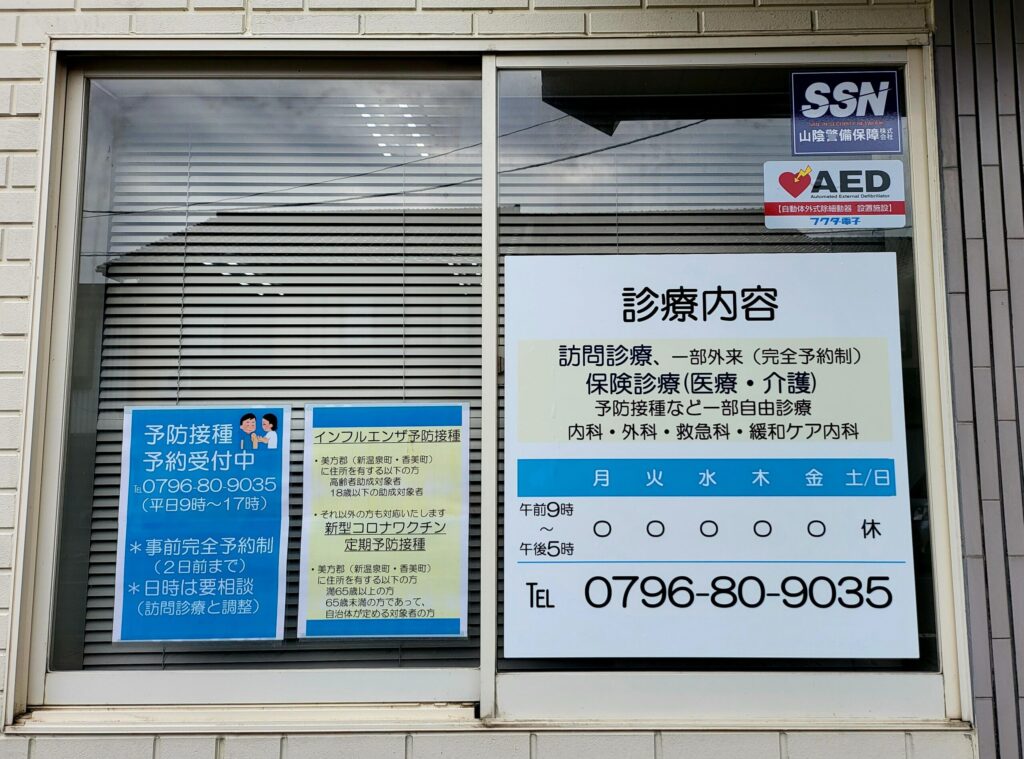 予防接種
予約受付中
TEL0796-80-9035
(平日9時～17時)
＊事前完全予約制
(2日前まで)
＊日時は要相談
(訪問診療と調整)
インフルエンザ予防接種
・美方郡（新温泉町・香美町）
に住所を有する以下の方
高齢者助成対象者
18歳以下の助成対象者
・それ以外の方も対応いたします
新型コロナワクチン
定期予防接種
・美方郡（新温泉町・香美町）
に住所を有する以下の方
満65歳以上の方
65歳未満の方であって、
自治体が定める対象者の方
SSN
山陰警備保障株式会社
AED
Automated External Defibrillator
【自動体外式除細動器 設置施設】
フクダ電子
診療内容
訪問診療、一部外来（完全予約制）
保険診療(医療・介護)
予防接種など一部自由診療
内科・外科・救急科・緩和ケア内科
月 火 水 木 金 土/日
午前9時
～
午後5時
○ ○ ○ ○ ○ 休
TEL 0796-80-9035